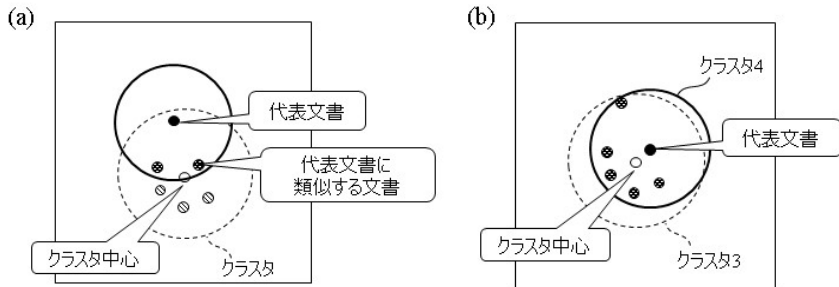 (a)
代表文書
代表文書に
類似する文書
クラスタ中心
クラスタ
(b)
クラスタ4
代表文書
クラスタ中心
クラスタ3